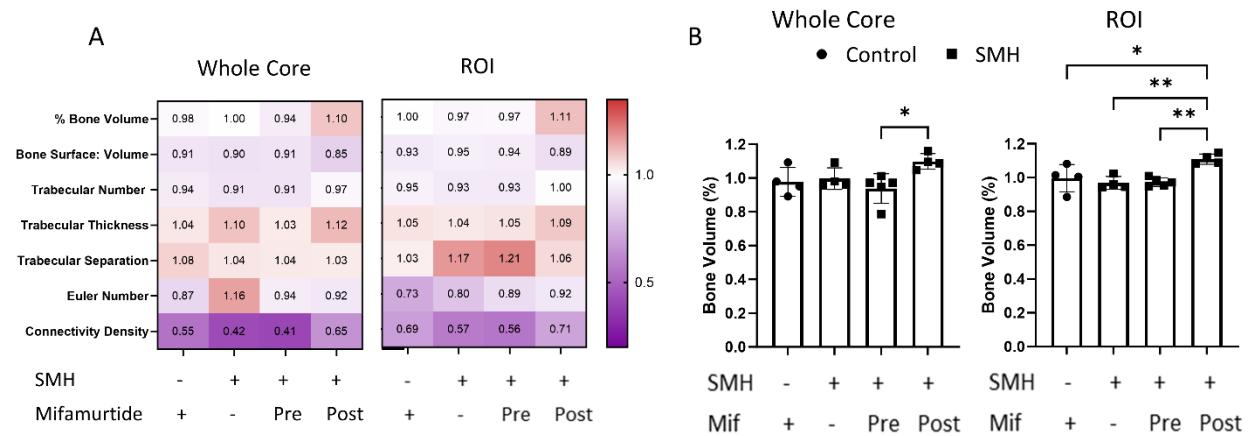 A
Whole Core ROI
% Bone Volume 0.98 1.00 0.94 1.10 1.00 0.97 0.97 1.11
Bone Surface: Volume 0.91 0.90 0.91 0.85 0.93 0.95 0.94 0.89
Trabecular Number 0.94 0.91 0.91 0.97 0.95 0.93 0.93 1.00
Trabecular Thickness 1.04 1.10 1.03 1.12 1.05 1.04 1.05 1.09
Trabecular Separation 1.08 1.04 1.04 1.03 1.03 1.17 1.21 1.06
Euler Number 0.87 1.16 0.94 0.92 0.73 0.80 0.89 0.92
Connectivity Density 0.55 0.42 0.41 0.65 0.69 0.57 0.56 0.71
1.0
0.5
SMH - + + + - + + +
Mifamurtide + - Pre Post + - Pre Post
B
Whole Core ROI
Control SMH
*
Bone Volume (%)
1.2
1.0
0.8
0.6
0.4
0.2
0.0
*
**
**
Bone Volume (%)
1.2
1.0
0.8
0.6
0.4
0.2
0.0
SMH - + + + - + + +
Mif + - Pre Post + - Pre Post